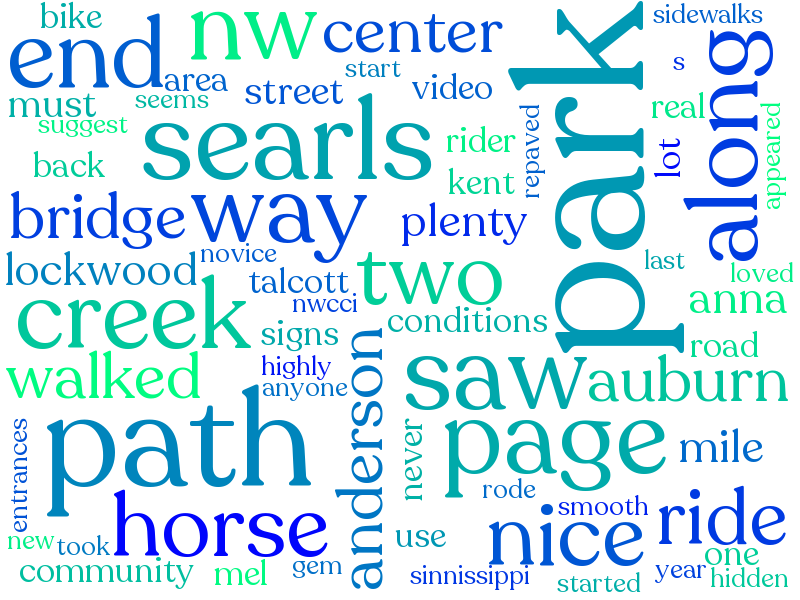 bike
nw
center
park
sidewalks
end
area
start
s
along
must
seems
street
video
repaved
real
suggest
searls
rider
lot
appeared
back
kent
bridge
way
plenty
novice
last
lockwood
talcott
two
loved
creek
nwcci
anna
signs
conditions
road
walked
highly
anyone
anderson
saw
auburn
path
page
mile
entrances
never
rode
horse
smooth
nice
ride
new
took
use
one
community
mel
gem
sinnissippi
started
year
hidden